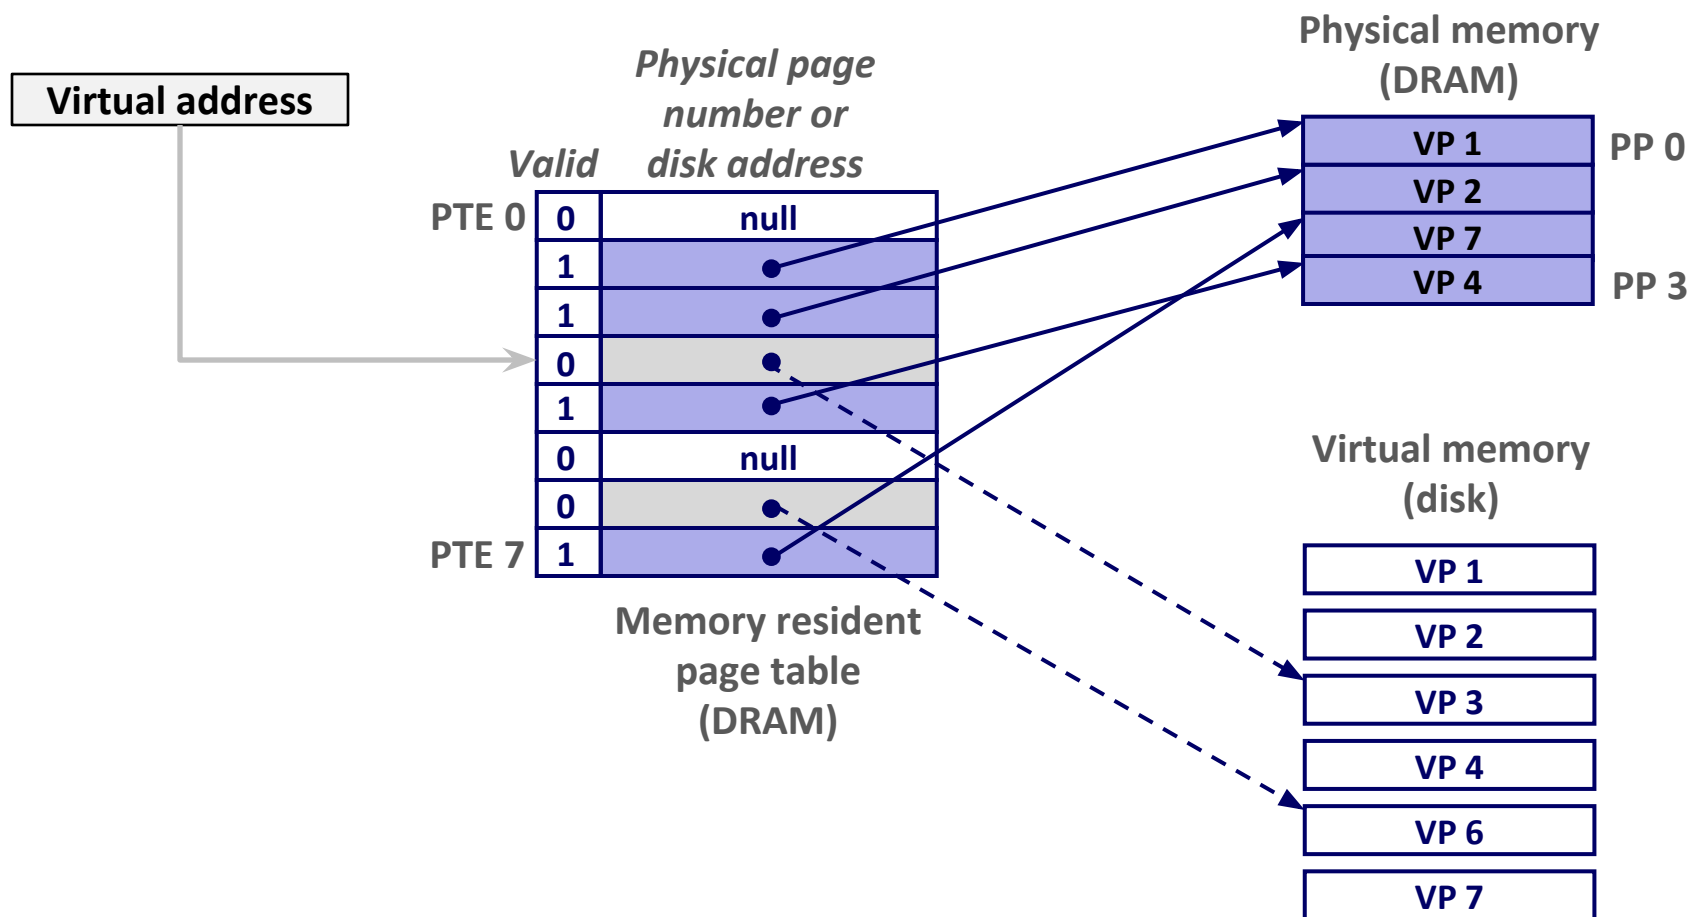 Virtual address
Physical page
number or
disk address
Valid
PTE 0
0
null
1
1
0
1
0
null
0
PTE 7
1
Memory resident
page table
(DRAM)
Physical memory
(DRAM)
VP 1
PP 0
VP 2
VP 7
VP 4
PP 3
Virtual memory
(disk)
VP 1
VP 2
VP 3
VP 4
VP 6
VP 7